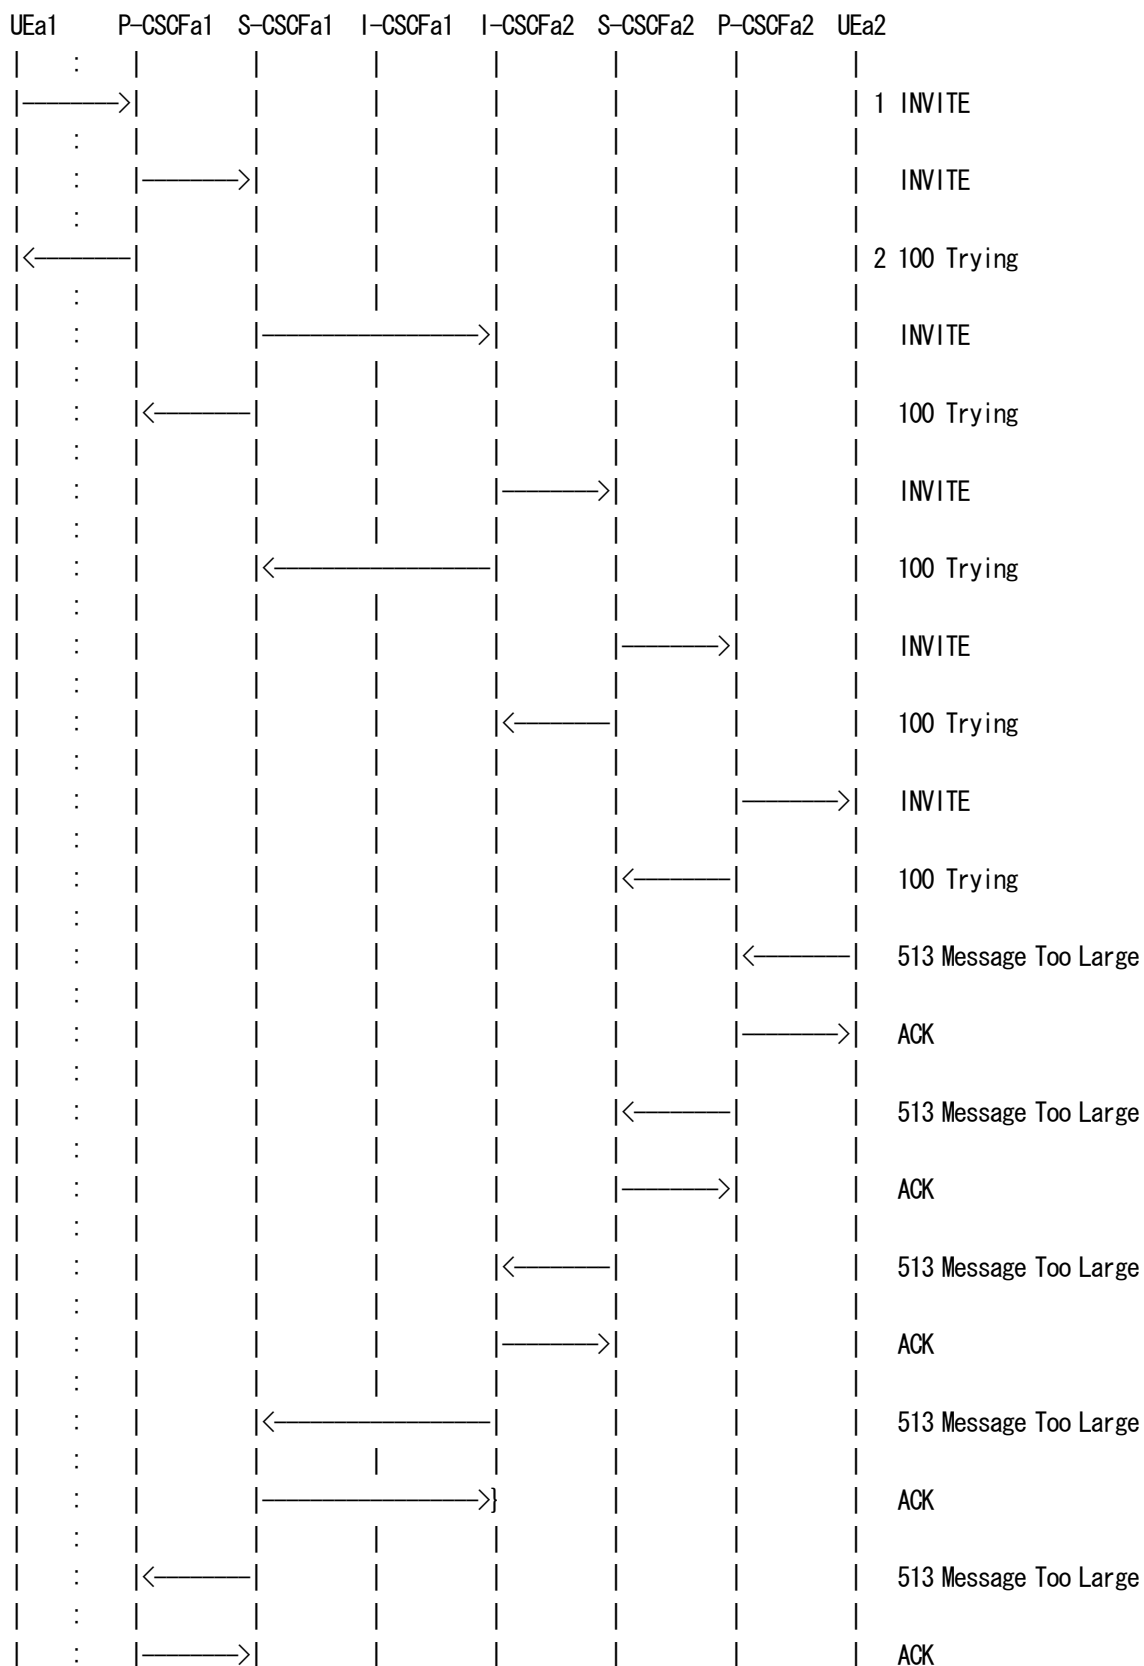 UEa1 P-CSCFa1 S-CSCFa1 I-CSCFa1 I-CSCFa2 S-CSCFa2 P-CSCFa2 UEa2
1 INVITE
INVITE
2 100 Trying
INVITE
100 Trying
INVITE
100 Trying
INVITE
100 Trying
INVITE
100 Trying
513 Message Too Large
ACK
513 Message Too Large
ACK
513 Message Too Large
ACK
513 Message Too Large
ACK
513 Message Too Large
ACK